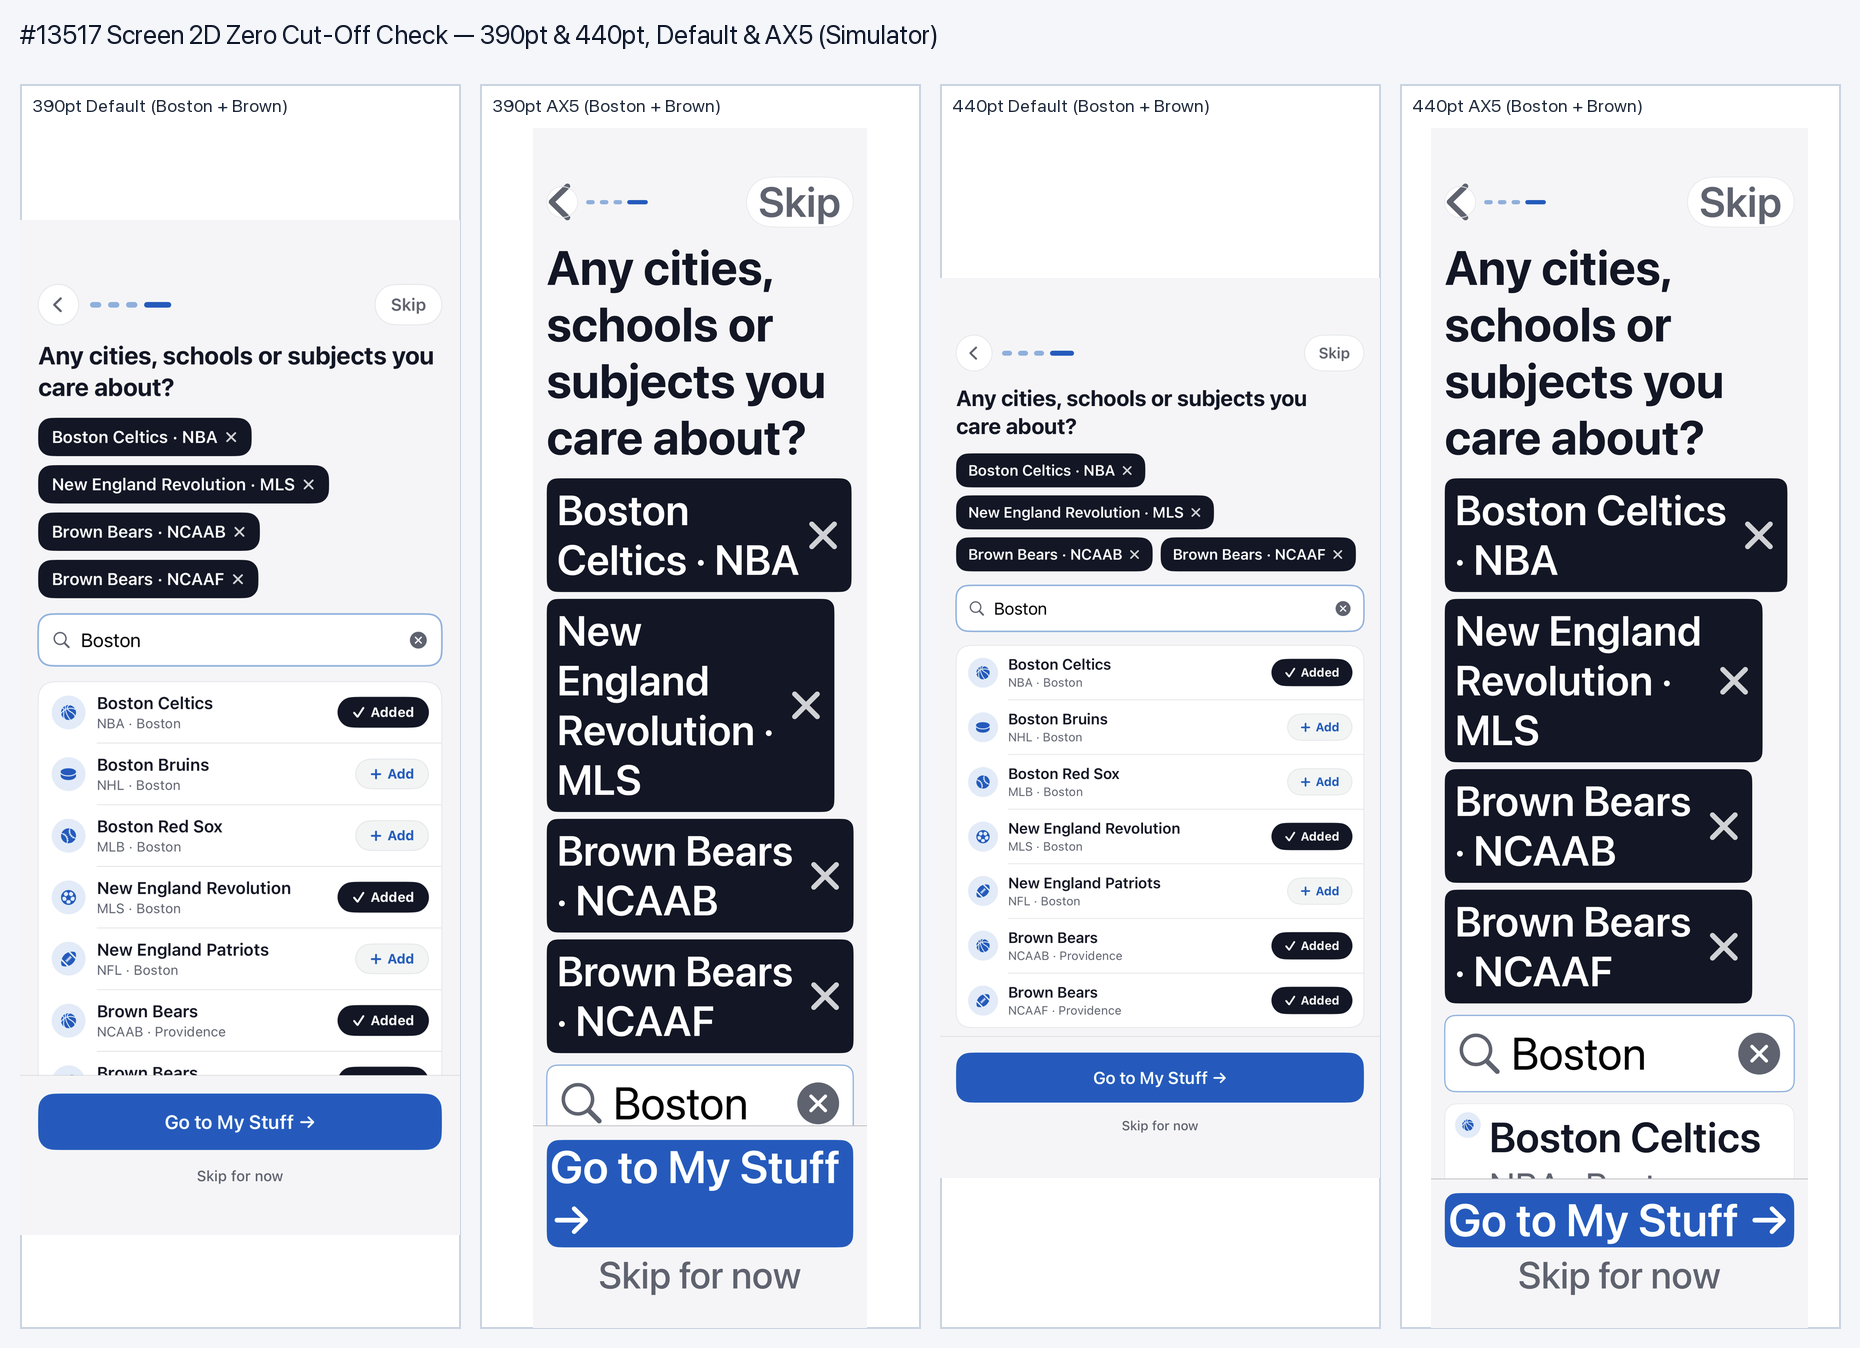 #13517 Screen 2D Zero Cut-Off Check — 390pt & 440pt, Default & AX5 (Simulator)
390pt Default (Boston + Brown)
Skip
Any cities, schools or subjects you
care about?
Boston Celtics · NBA ×
New England Revolution · MLS ×
Brown Bears · NCAAB ×
Brown Bears · NCAAF ×
Boston
Boston Celtics
NBA · Boston
✓ Added
Boston Bruins
NHL · Boston
+ Add
Boston Red Sox
MLB · Boston
+ Add
New England Revolution
MLS · Boston
✓ Added
New England Patriots
NFL · Boston
+ Add
Brown Bears
NCAAB · Providence
✓ Added
Brown Bears
Go to My Stuff →
Skip for now
390pt AX5 (Boston + Brown)
Skip
Any cities,
schools or
subjects you
care about?
Boston
Celtics · NBA ×
New
England
Revolution ·
MLS ×
Brown Bears
· NCAAB ×
Brown Bears
· NCAAF ×
Boston
Go to My Stuff
→
Skip for now
440pt Default (Boston + Brown)
Skip
Any cities, schools or subjects you
care about?
Boston Celtics · NBA ×
New England Revolution · MLS ×
Brown Bears · NCAAB × Brown Bears · NCAAF ×
Boston
Boston Celtics
NBA · Boston
✓ Added
Boston Bruins
NHL · Boston
+ Add
Boston Red Sox
MLB · Boston
+ Add
New England Revolution
MLS · Boston
✓ Added
New England Patriots
NFL · Boston
+ Add
Brown Bears
NCAAB · Providence
✓ Added
Brown Bears
NCAAF · Providence
✓ Added
Go to My Stuff →
Skip for now
440pt AX5 (Boston + Brown)
Skip
Any cities,
schools or
subjects you
care about?
Boston Celtics
· NBA ×
New England
Revolution ·
MLS ×
Brown Bears
· NCAAB ×
Brown Bears
· NCAAF ×
Boston
Boston Celtics
NBA · Boston
Go to My Stuff →
Skip for now